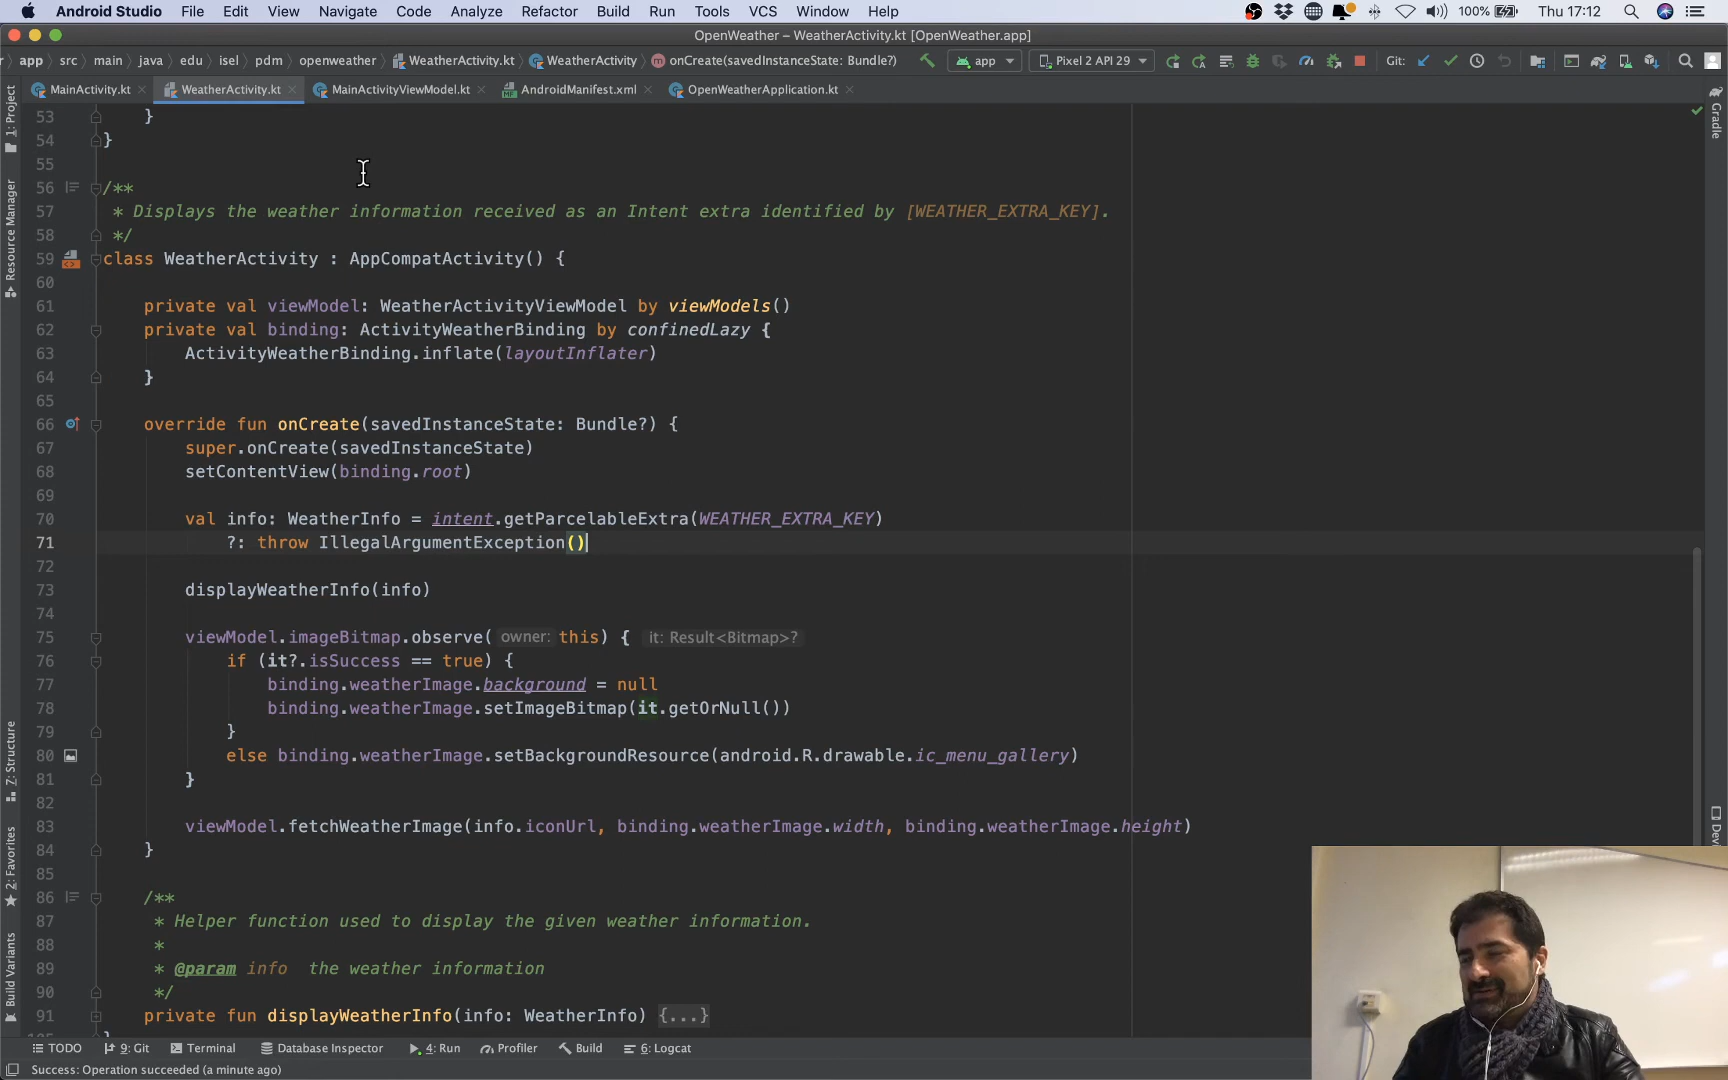 Android Studio File Edit View Navigate Code Analyze Refactor Build Run Tools VCS Window Help 100% Thu 17:12
OpenWeather – WeatherActivity.kt [OpenWeather.app]
app src main java edu isel pdm openweather WeatherActivity.kt WeatherActivity onCreate(savedInstanceState: Bundle?) app Pixel 2 API 29 Git:
MainActivity.kt WeatherActivity.kt MainActivityViewModel.kt AndroidManifest.xml OpenWeatherApplication.kt
1: Project
Resource Manager
Z: Structure
2: Favorites
Build Variants
Gradle
53 }
54 }
55
56 /**
57 * Displays the weather information received as an Intent extra identified by [WEATHER_EXTRA_KEY].
58 */
59 class WeatherActivity : AppCompatActivity() {
60
61 private val viewModel: WeatherActivityViewModel by viewModels()
62 private val binding: ActivityWeatherBinding by confinedLazy {
63 ActivityWeatherBinding.inflate(layoutInflater)
64 }
65
66 override fun onCreate(savedInstanceState: Bundle?) {
67 super.onCreate(savedInstanceState)
68 setContentView(binding.root)
69
70 val info: WeatherInfo = intent.getParcelableExtra(WEATHER_EXTRA_KEY)
71 ?: throw IllegalArgumentException()
72
73 displayWeatherInfo(info)
74
75 viewModel.imageBitmap.observe( owner: this) { it: Result<Bitmap>?
76 if (it?.isSuccess == true) {
77 binding.weatherImage.background = null
78 binding.weatherImage.setImageBitmap(it.getOrNull())
79 }
80 else binding.weatherImage.setBackgroundResource(android.R.drawable.ic_menu_gallery)
81 }
82
83 viewModel.fetchWeatherImage(info.iconUrl, binding.weatherImage.width, binding.weatherImage.height)
84 }
85
86 /**
87 * Helper function used to display the given weather information.
88 *
89 * @param info the weather information
90 */
91 private fun displayWeatherInfo(info: WeatherInfo) {...}
TODO 9: Git Terminal Database Inspector 4: Run Profiler Build 6: Logcat
Success: Operation succeeded (a minute ago)